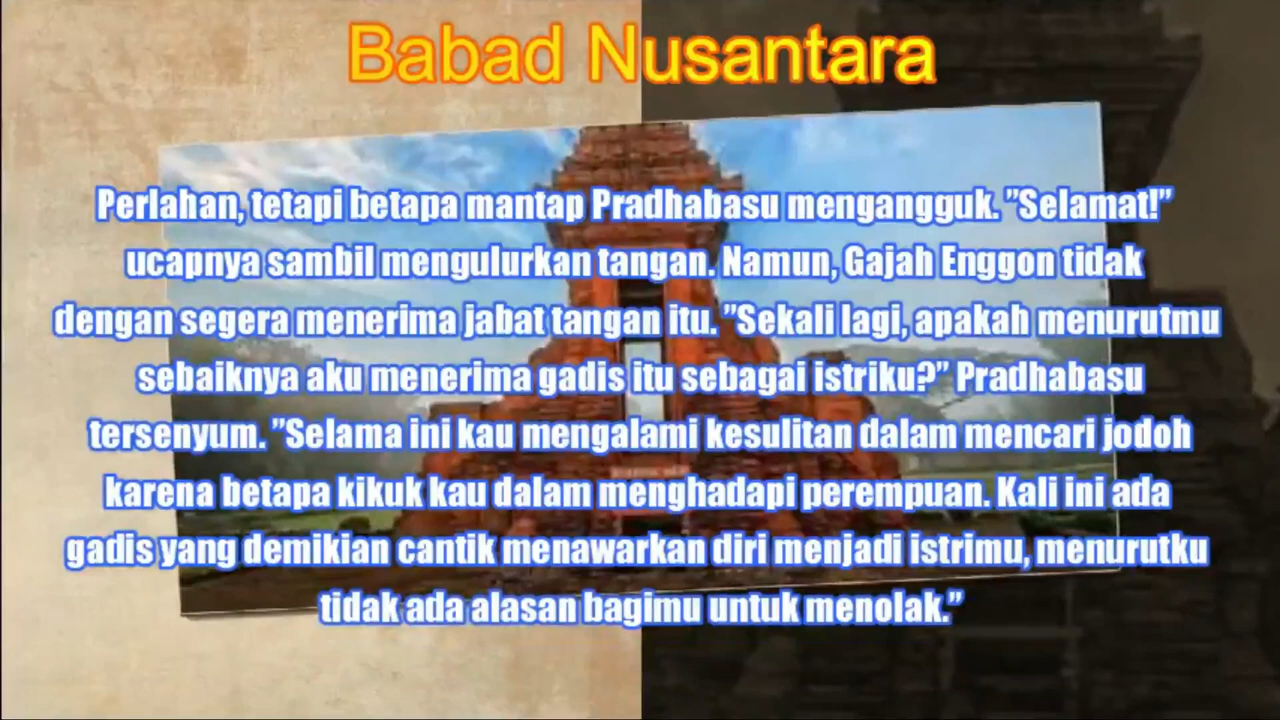 Babad Nusantara
Perlahan, tetapi betapa mantap Pradhabasu mengangguk. ”Selamat!”
ucapnya sambil mengulurkan tangan. Namun, Gajah Enggon tidak
dengan segera menerima jabat tangan itu. ”Sekali lagi, apakah menurutmu
sebaiknya aku menerima gadis itu sebagai istriku?” Pradhabasu
tersenyum. ”Selama ini kau mengalami kesulitan dalam mencari jodoh
karena betapa kikuk kau dalam menghadapi perempuan. Kali ini ada
gadis yang demikian cantik menawarkan diri menjadi istrimu, menurutku
tidak ada alasan bagimu untuk menolak.”